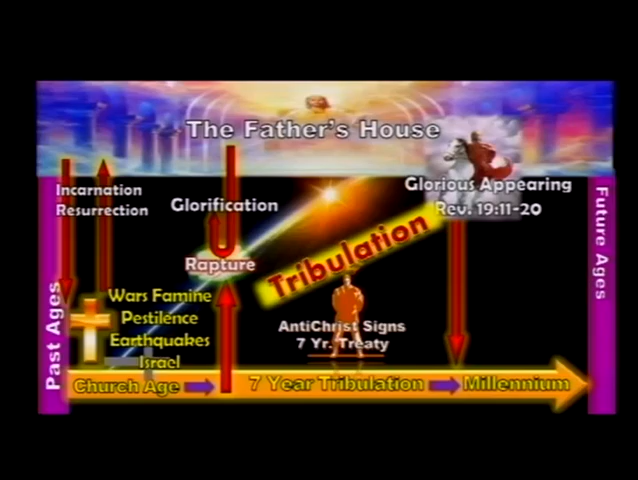 The Father's House
Incarnation
Resurrection
Glorification
Glorious Appearing
Rev. 19:11-20
Rapture
Tribulation
Wars Famine
Pestilence
Earthquakes
Israel
AntiChrist Signs
7 Yr. Treaty
Past Ages
Future Ages
Church Age
7 Year Tribulation
Millennium